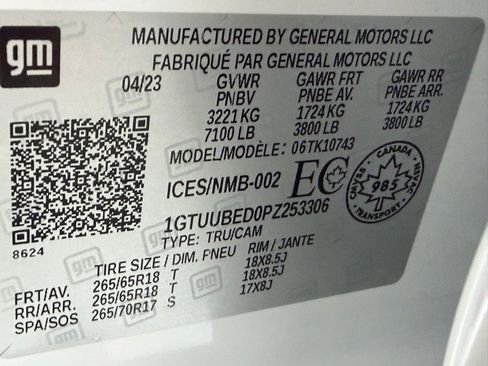 gm
MANUFACTURED BY GENERAL MOTORS LLC
FABRIQUÉ PAR GENERAL MOTORS LLC
04/23 GVWR GAWR FRT GAWR RR
PNBV PNBE AV. PNBE ARR.
3221 KG 1724 KG 1724 KG
7100 LB 3800 LB 3800 LB
MODEL/MODÈLE: 06TK10743
ICES/NMB-002 EC
CANADA
CMVSS 985 NSVAC
1GTUUBED0PZ253306
TYPE: TRU/CAM
8624
TIRE SIZE / DIM. PNEU RIM / JANTE
FRT/AV. 265/65R18 T 18X8.5J
RR/ARR. 265/65R18 T 18X8.5J
SPA/SOS 265/70R17 S 17X8J